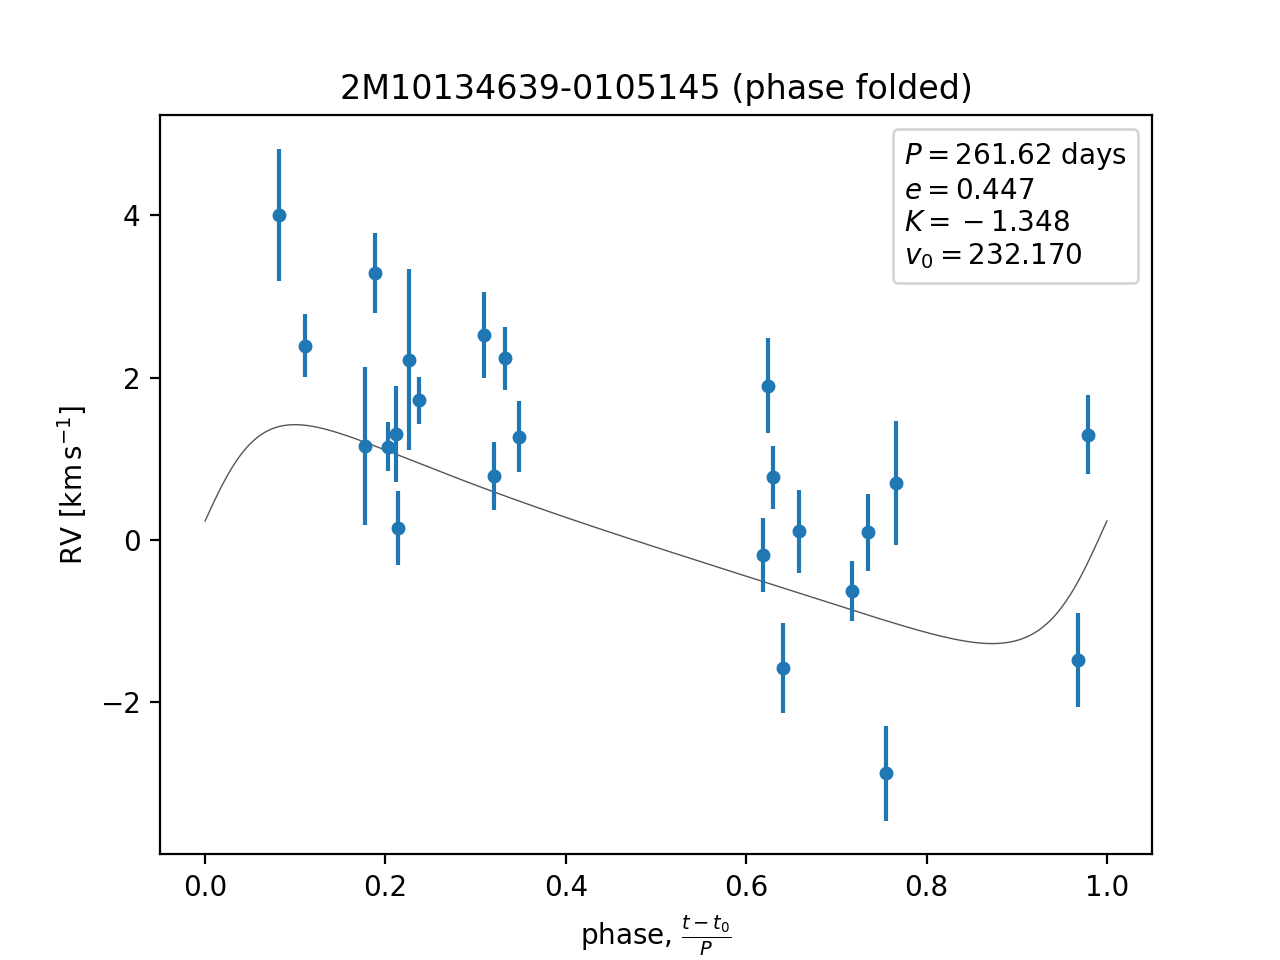 2M10134639-0105145 (phase folded)
P = 261.62 days
e = 0.447
K = −1.348
v₀ = 232.170
4
2
0
−2
RV [km s⁻¹]
0.0 0.2 0.4 0.6 0.8 1.0
phase, (t − t₀)/P